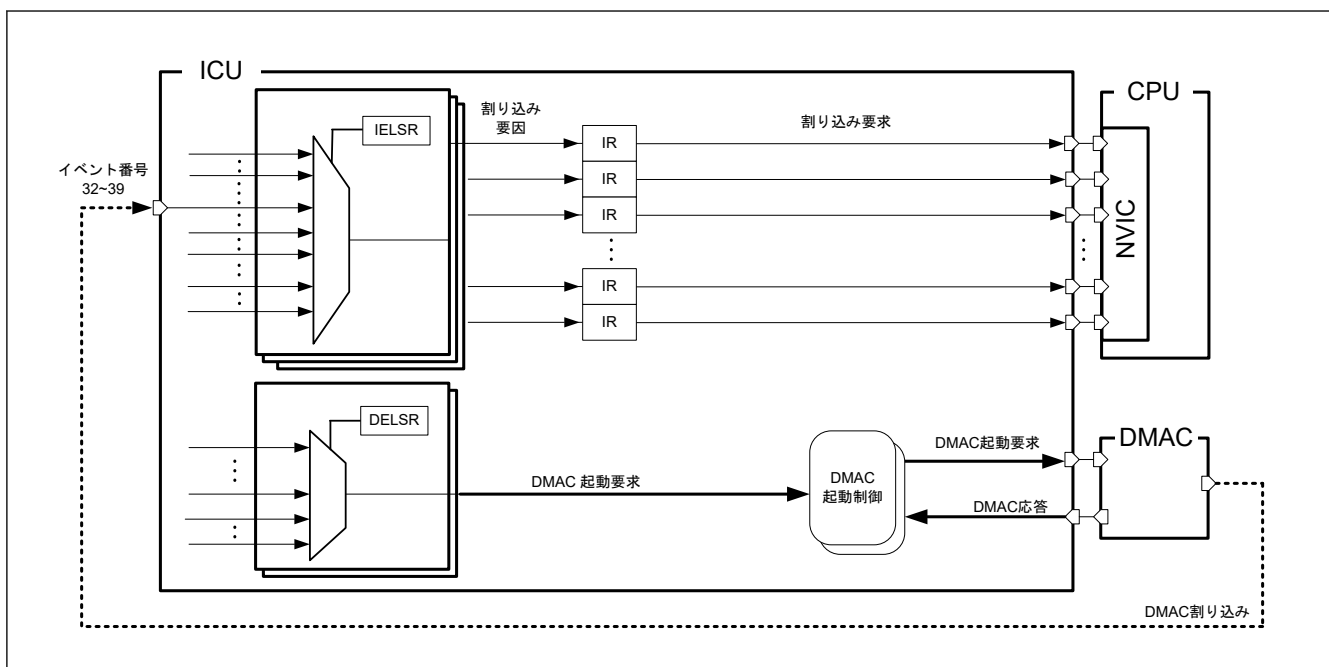 ICU
CPU
IELSR
割り込み
要因
IR
割り込み要求
IR
IR
IR
IR
NVIC
イベント番号
32~39
DELSR
DMAC 起動要求
DMAC
起動制御
DMAC起動要求
DMAC応答
DMAC
DMAC割り込み